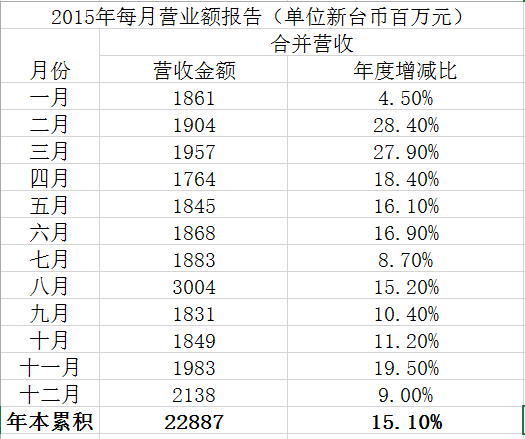 2015年每月营业额报告（单位新台币百万元）
合并营收
月份 营收金额 年度增减比
一月 1861 4.50%
二月 1904 28.40%
三月 1957 27.90%
四月 1764 18.40%
五月 1845 16.10%
六月 1868 16.90%
七月 1883 8.70%
八月 3004 15.20%
九月 1831 10.40%
十月 1849 11.20%
十一月 1983 19.50%
十二月 2138 9.00%
年本累积 22887 15.10%